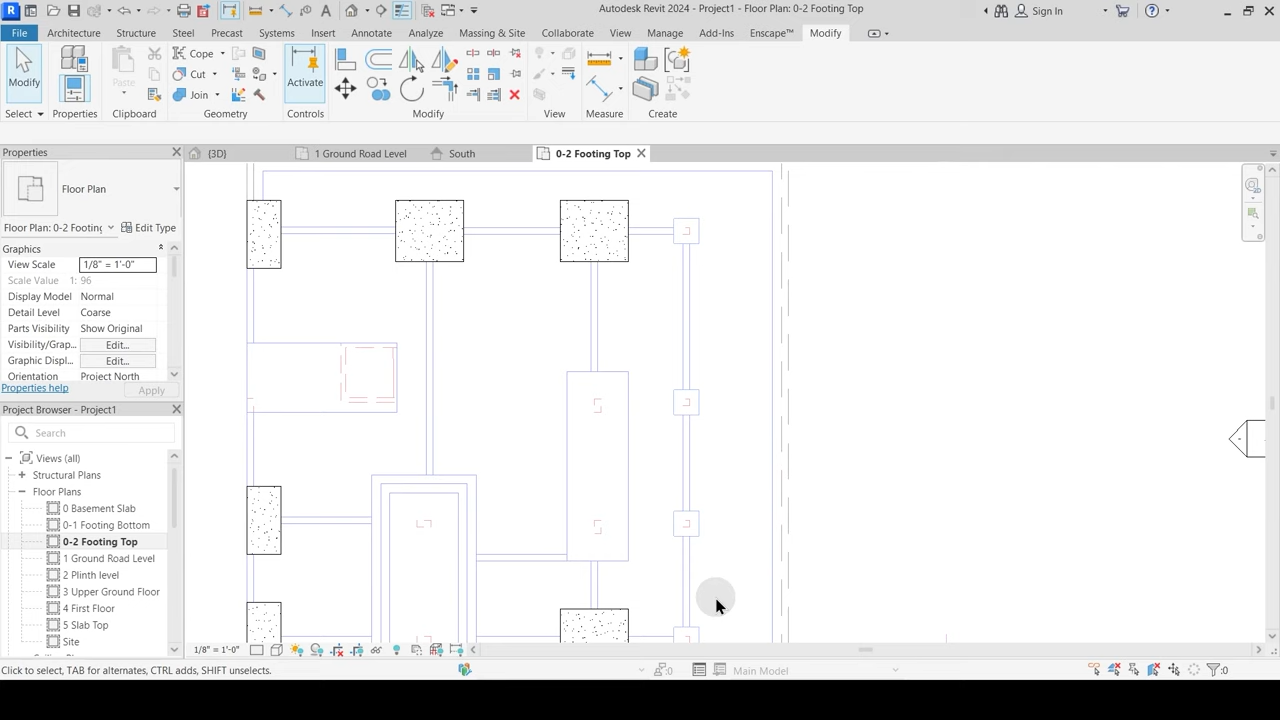 Autodesk Revit 2024 - Project1 - Floor Plan: 0-2 Footing Top
Sign In
File Architecture Structure Steel Precast Systems Insert Annotate Analyze Massing & Site Collaborate View Manage Add-Ins Enscape™ Modify
Modify
Properties
Paste
Cope
Cut
Join
Activate
Select Properties Clipboard Geometry Controls Modify View Measure Create
Properties
{3D}
1 Ground Road Level
South
0-2 Footing Top
Floor Plan
Floor Plan: 0-2 Footin
Edit Type
Graphics
View Scale 1/8" = 1'-0"
Scale Value 1: 96
Display Model Normal
Detail Level Coarse
Parts Visibility Show Original
Visibility/Grap... Edit...
Graphic Displ... Edit...
Orientation Project North
Properties help
Apply
Project Browser - Project1
Search
Views (all)
Structural Plans
Floor Plans
0 Basement Slab
0-1 Footing Bottom
0-2 Footing Top
1 Ground Road Level
2 Plinth level
3 Upper Ground Floor
4 First Floor
5 Slab Top
Site
1/8" = 1'-0"
Click to select, TAB for alternates, CTRL adds, SHIFT unselects.
:0
Main Model
:0